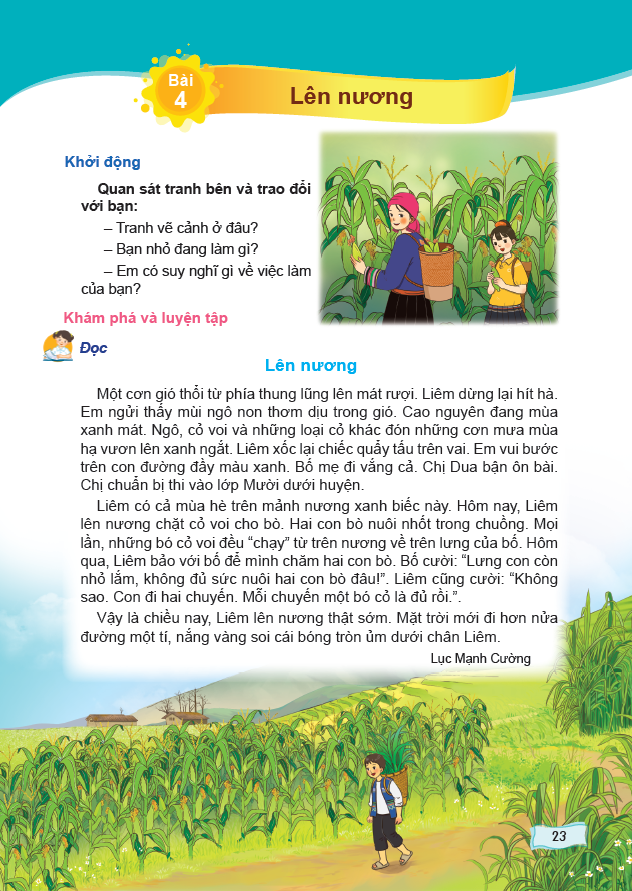 Bài
4
Lên nương
Khởi động
Quan sát tranh bên và trao đổi
với bạn:
– Tranh vẽ cảnh ở đâu?
– Bạn nhỏ đang làm gì?
– Em có suy nghĩ gì về việc làm
của bạn?
Khám phá và luyện tập
Đọc
Lên nương
Một cơn gió thổi từ phía thung lũng lên mát rượi. Liêm dừng lại hít hà.
Em ngửi thấy mùi ngô non thơm dịu trong gió. Cao nguyên đang mùa
xanh mát. Ngô, cỏ voi và những loại cỏ khác đón những cơn mưa mùa
hạ vươn lên xanh ngắt. Liêm xốc lại chiếc quẩy tấu trên vai. Em vui bước
trên con đường đầy màu xanh. Bố mẹ đi vắng cả. Chị Dua bận ôn bài.
Chị chuẩn bị thi vào lớp Mười dưới huyện.
Liêm có cả mùa hè trên mảnh nương xanh biếc này. Hôm nay, Liêm
lên nương chặt cỏ voi cho bò. Hai con bò nuôi nhốt trong chuồng. Mọi
lần, những bó cỏ voi đều “chạy” từ trên nương về trên lưng của bố. Hôm
qua, Liêm bảo với bố để mình chăm hai con bò. Bố cười: “Lưng con còn
nhỏ lắm, không đủ sức nuôi hai con bò đâu!”. Liêm cũng cười: “Không
sao. Con đi hai chuyến. Mỗi chuyến một bó cỏ là đủ rồi.”.
Vậy là chiều nay, Liêm lên nương thật sớm. Mặt trời mới đi hơn nửa
đường một tí, nắng vàng soi cái bóng tròn ủm dưới chân Liêm.
Lục Mạnh Cường
23